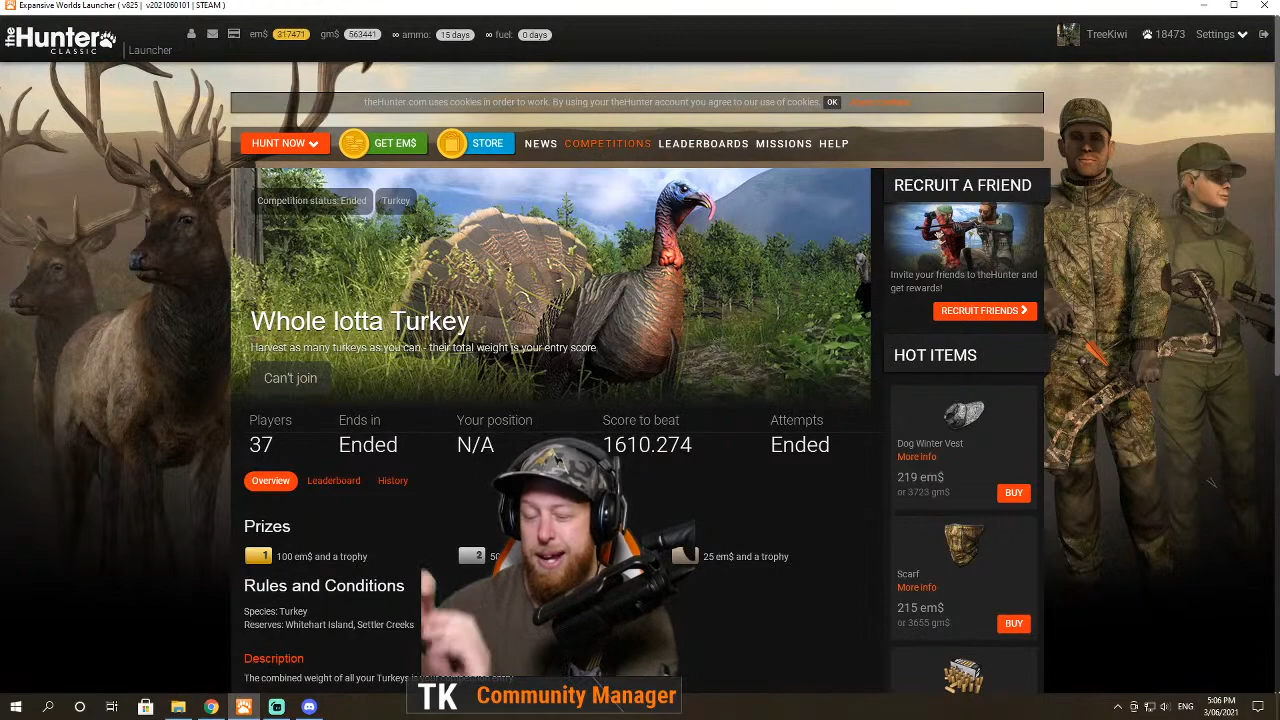 Expansive Worlds Launcher ( v825 | v2021060101 | STEAM )
theHunter
CLASSIC
Launcher
em$ 317471 gm$ 563441 ∞ ammo: 15 days ∞ fuel: 0 days
TreeKiwi 18473 Settings
theHunter.com uses cookies in order to work. By using your theHunter account you agree to our use of cookies. OK
HUNT NOW GET EM$ STORE NEWS COMPETITIONS LEADERBOARDS MISSIONS HELP
Competition status: Ended Turkey
Whole lotta Turkey
Harvest as many turkeys as you can - their total weight is your entry score.
Can't join
Players Ends in Your position Score to beat Attempts
37 Ended N/A 1610.274 Ended
Overview Leaderboard History
Prizes
1 100 em$ and a trophy 2 50 25 em$ and a trophy
Rules and Conditions
Species: Turkey
Reserves: Whitehart Island, Settler Creeks
Description
The combined weight of all your Turkeys is your competition entry.
RECRUIT A FRIEND
Invite your friends to theHunter and
get rewards!
RECRUIT FRIENDS
HOT ITEMS
Dog Winter Vest
More info
219 em$
or 3723 gm$
BUY
Scarf
More info
215 em$
or 3655 gm$
BUY
TK Community Manager
ENG
5:06 PM
3/06/2021